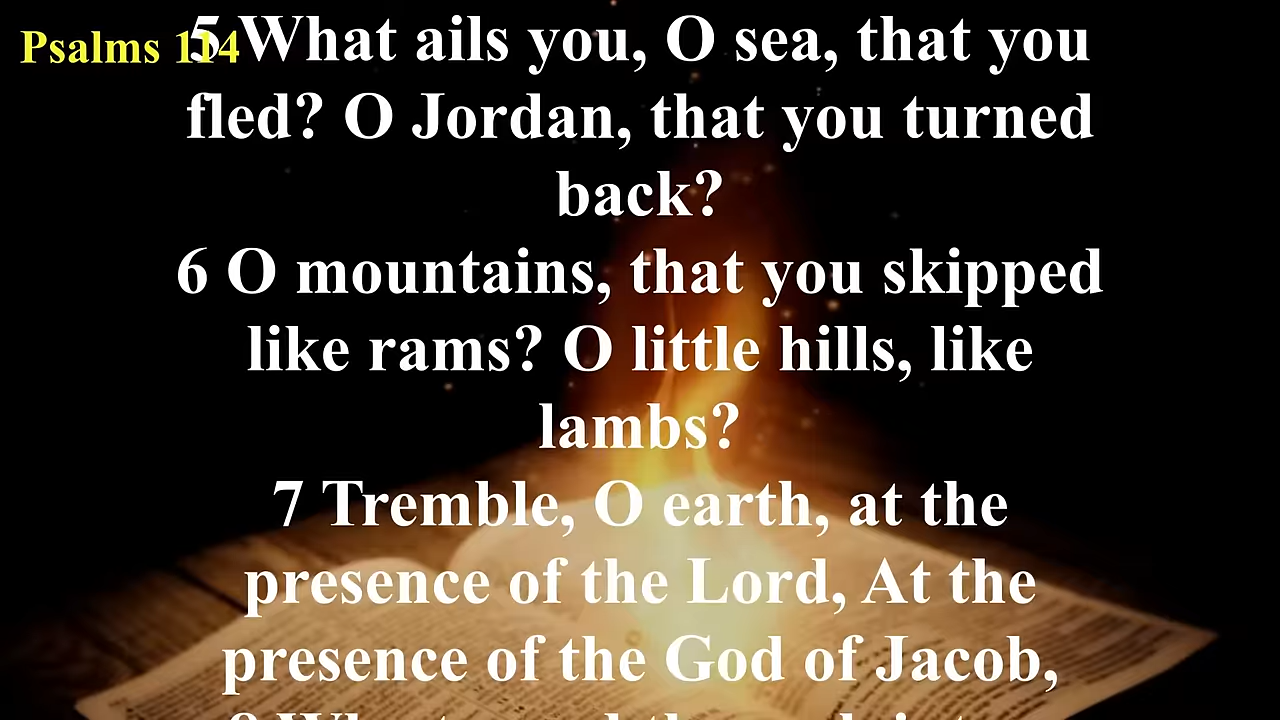 Psalms 114
5 What ails you, O sea, that you
fled? O Jordan, that you turned
back?
6 O mountains, that you skipped
like rams? O little hills, like
lambs?
7 Tremble, O earth, at the
presence of the Lord, At the
presence of the God of Jacob,